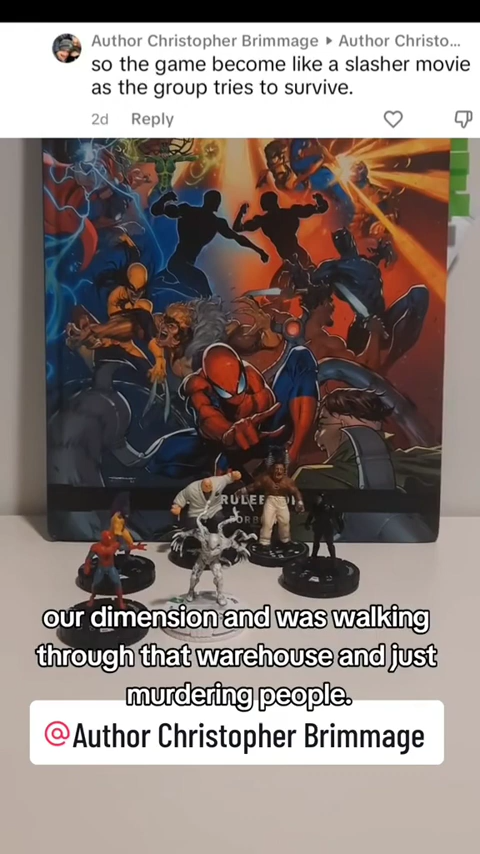 Author Christopher Brimmage ▸ Author Christo...
so the game become like a slasher movie
as the group tries to survive.
2d Reply
our dimension and was walking
through that warehouse and just
murdering people.
@Author Christopher Brimmage